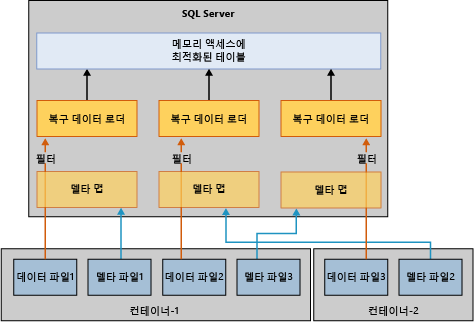 SQL Server
메모리 액세스에
최적화된 테이블
복구 데이터 로더
복구 데이터 로더
복구 데이터 로더
필터
필터
필터
델타 맵
델타 맵
델타 맵
데이터 파일1
델타 파일1
데이터 파일2
델타 파일3
데이터 파일3
델타 파일2
컨테이너-1
컨테이너-2